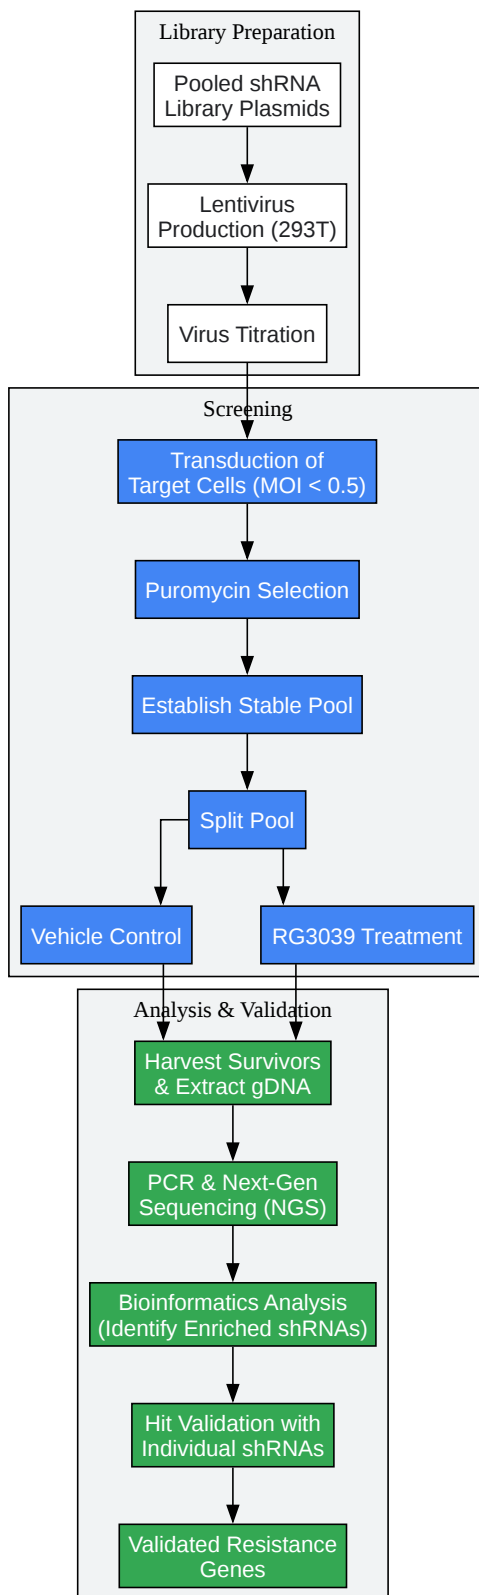 Library Preparation
Pooled shRNA
Library Plasmids
Lentivirus
Production (293T)
Virus Titration
Screening
Transduction of
Target Cells (MOI < 0.5)
Puromycin Selection
Establish Stable Pool
Split Pool
Vehicle Control
RG3039 Treatment
Analysis & Validation
Harvest Survivors
& Extract gDNA
PCR & Next-Gen
Sequencing (NGS)
Bioinformatics Analysis
(Identify Enriched shRNAs)
Hit Validation with
Individual shRNAs
Validated Resistance
Genes